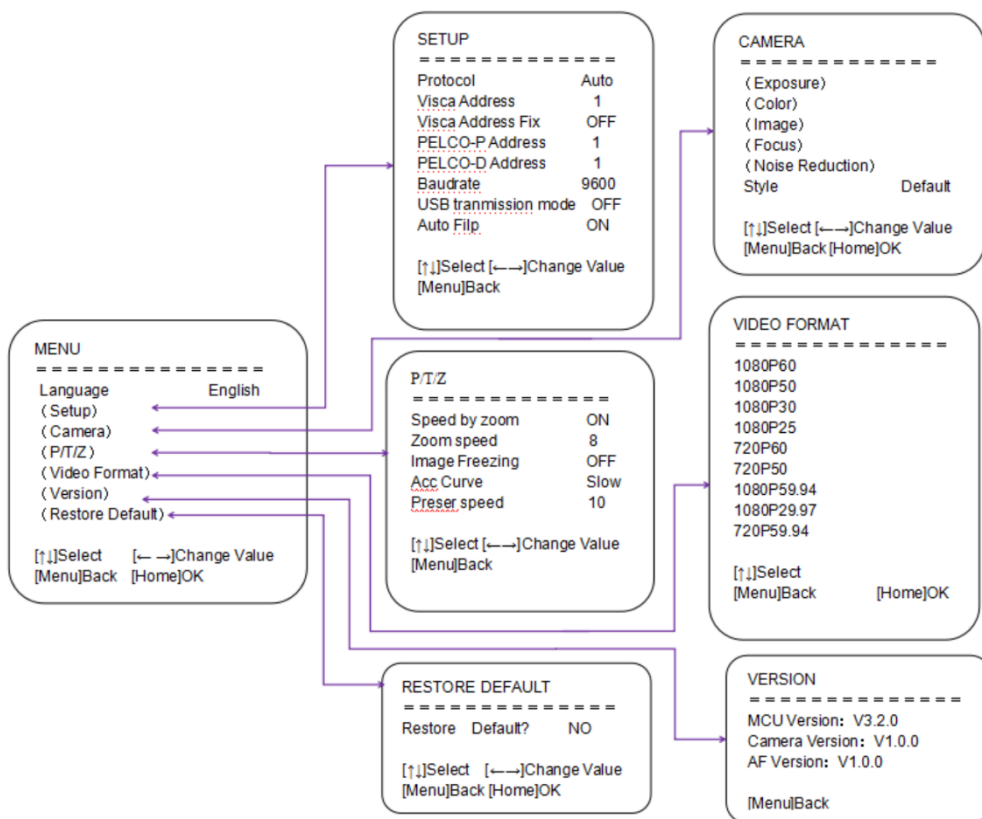 SETUP
= = = = = = = = = = = = =
Protocol Auto
Visca Address 1
Visca Address Fix OFF
PELCO-P Address 1
PELCO-D Address 1
Baudrate 9600
USB tranmission mode OFF
Auto Filp ON
[↑↓]Select [←→]Change Value
[Menu]Back
CAMERA
= = = = = = = = = = = = =
(Exposure)
(Color)
(Image)
(Focus)
(Noise Reduction)
Style Default
[↑↓]Select [←→]Change Value
[Menu]Back [Home]OK
MENU
= = = = = = = = = = = = = = =
Language English
(Setup)
(Camera)
(P/T/Z)
(Video Format)
(Version)
(Restore Default)
[↑↓]Select [← →]Change Value
[Menu]Back [Home]OK
P/T/Z
= = = = = = = = = = = = =
Speed by zoom ON
Zoom speed 8
Image Freezing OFF
Acc Curve Slow
Preser speed 10
[↑↓]Select [←→]Change Value
[Menu]Back
VIDEO FORMAT
= = = = = = = = = = = = = =
1080P60
1080P50
1080P30
1080P25
720P60
720P50
1080P59.94
1080P29.97
720P59.94
[↑↓]Select
[Menu]Back [Home]OK
RESTORE DEFAULT
= = = = = = = = = = = = = =
Restore Default? NO
[↑↓]Select [←→]Change Value
[Menu]Back [Home]OK
VERSION
= = = = = = = = = = = = = =
MCU Version: V3.2.0
Camera Version: V1.0.0
AF Version: V1.0.0
[Menu]Back